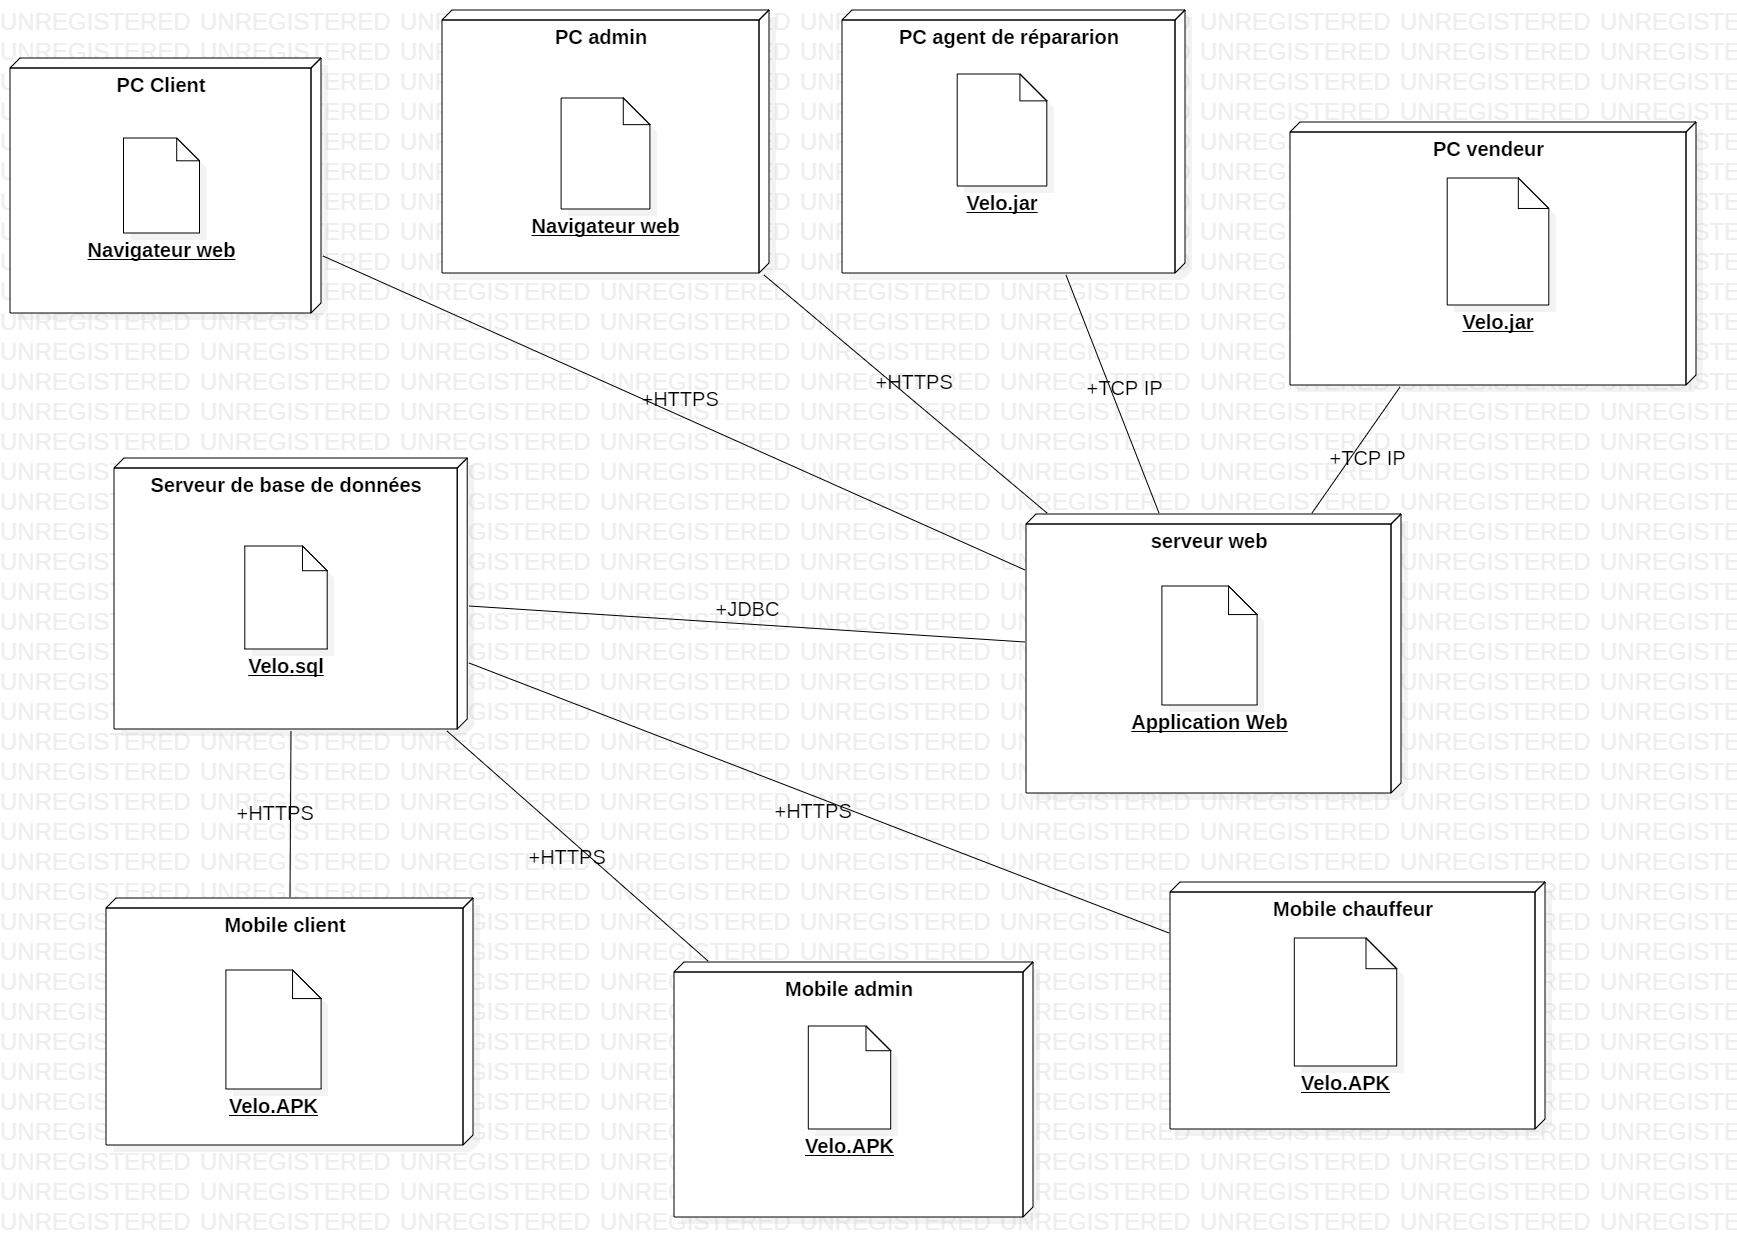 PC Client
Navigateur web
PC admin
Navigateur web
PC agent de répararion
Velo.jar
PC vendeur
Velo.jar
+HTTPS
+HTTPS
+TCP IP
+TCP IP
Serveur de base de données
Velo.sql
+JDBC
serveur web
Application Web
+HTTPS
+HTTPS
+HTTPS
Mobile client
Velo.APK
Mobile admin
Velo.APK
Mobile chauffeur
Velo.APK
UNREGISTERED